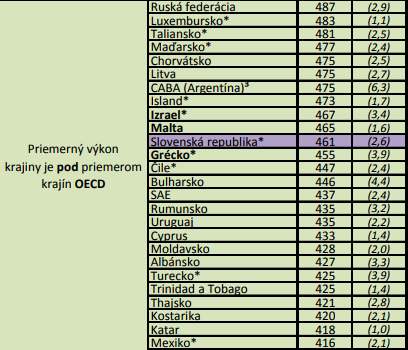 Priemerný výkon
krajiny je pod priemerom
krajín OECD
Ruská federácia 487 (2,9)
Luxembursko* 483 (1,1)
Taliansko* 481 (2,5)
Maďarsko* 477 (2,4)
Chorvátsko 475 (2,5)
Litva 475 (2,7)
CABA (Argentína)³ 475 (6,3)
Island* 473 (1,7)
Izrael* 467 (3,4)
Malta 465 (1,6)
Slovenská republika* 461 (2,6)
Grécko* 455 (3,9)
Čile* 447 (2,4)
Bulharsko 446 (4,4)
SAE 437 (2,4)
Rumunsko 435 (3,2)
Uruguaj 435 (2,2)
Cyprus 433 (1,4)
Moldavsko 428 (2,0)
Albánsko 427 (3,3)
Turecko* 425 (3,9)
Trinidad a Tobago 425 (1,4)
Thajsko 421 (2,8)
Kostarika 420 (2,1)
Katar 418 (1,0)
Mexiko* 416 (2,1)